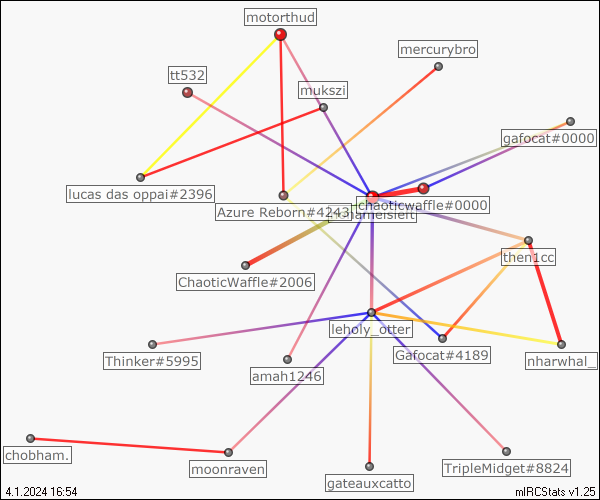 motorthud
mercurybro
tt532
mukszi
gafocat#0000
lucas das oppai#2396
Azure Reborn#4243
chaoticwaffle#0000
then1cc
ChaoticWaffle#2006
leholy_otter
Thinker#5995
Gafocat#4189
nharwhal_
amah1246
chobham.
moonraven
TripleMidget#8824
gateauxcatto
4.1.2024 16:54
mIRCStats v1.25